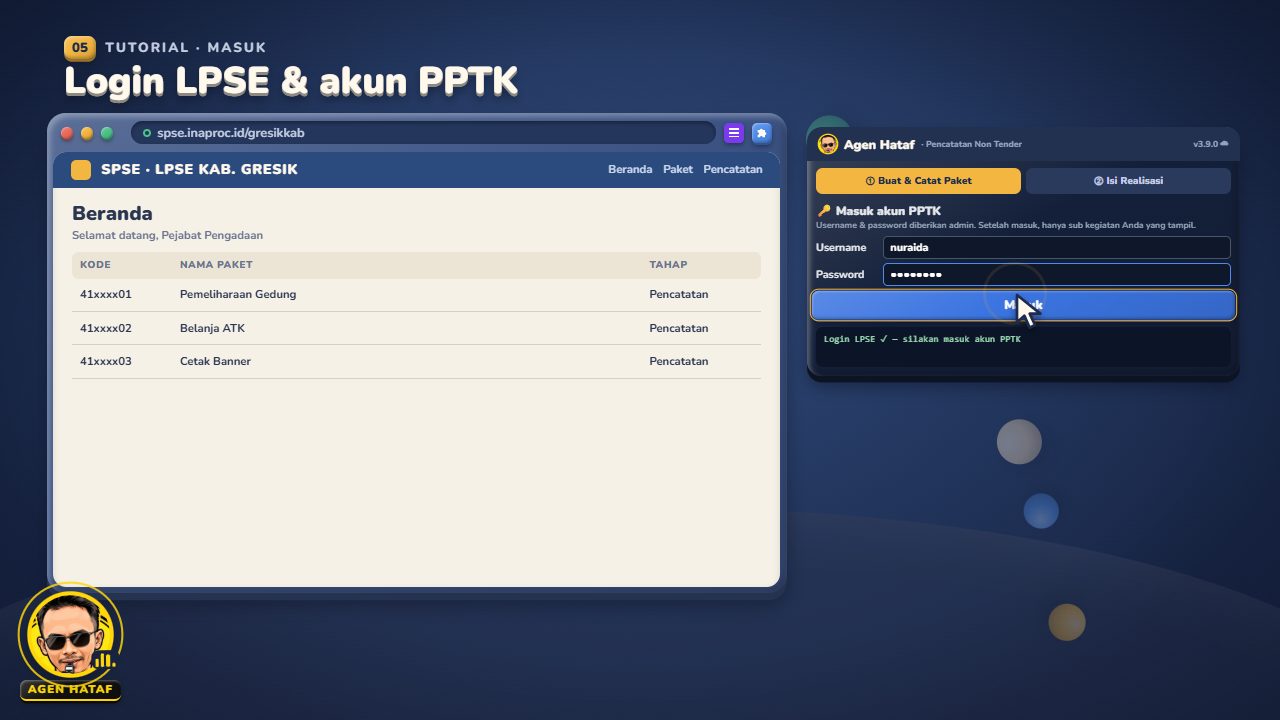 05 TUTORIAL · MASUK
Login LPSE & akun PPTK
spse.inaproc.id/gresikkab
SPSE · LPSE KAB. GRESIK
Beranda Paket Pencatatan
Beranda
Selamat datang, Pejabat Pengadaan
KODE NAMA PAKET TAHAP
41xxxx01 Pemeliharaan Gedung Pencatatan
41xxxx02 Belanja ATK Pencatatan
41xxxx03 Cetak Banner Pencatatan
Agen Hataf · Pencatatan Non Tender v3.9.0
① Buat & Catat Paket ② Isi Realisasi
Masuk akun PPTK
Username & password diberikan admin. Setelah masuk, hanya sub kegiatan Anda yang tampil.
Username nuraida
Password ••••••••
Login LPSE ✓ — silakan masuk akun PPTK
AGEN HATAF